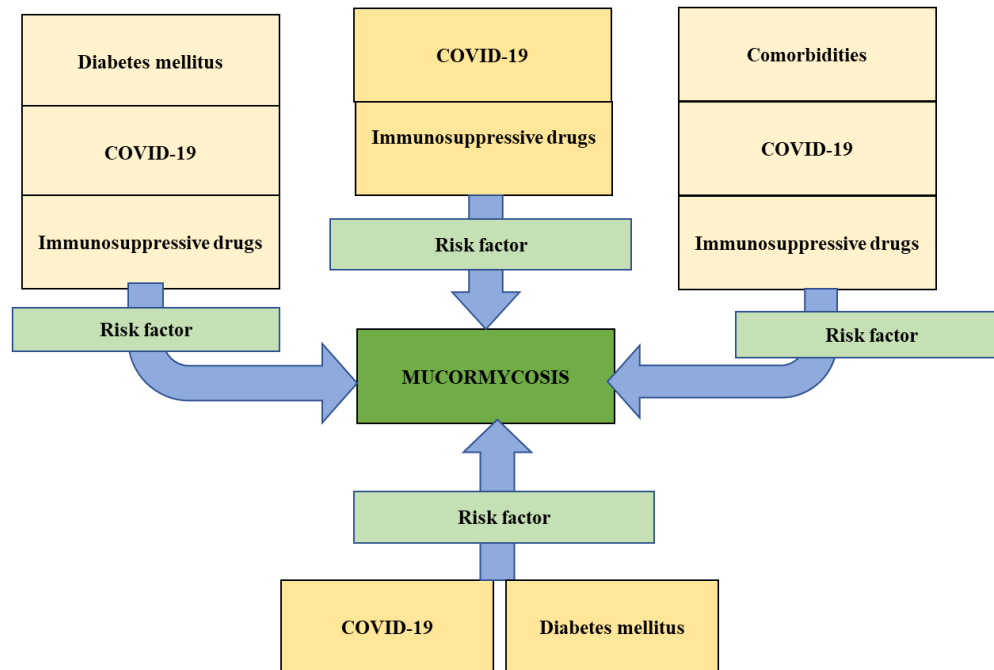 Diabetes mellitus
COVID-19
Immunosuppressive drugs
Risk factor
COVID-19
Immunosuppressive drugs
Risk factor
Comorbidities
COVID-19
Immunosuppressive drugs
Risk factor
MUCORMYCOSIS
Risk factor
COVID-19
Diabetes mellitus